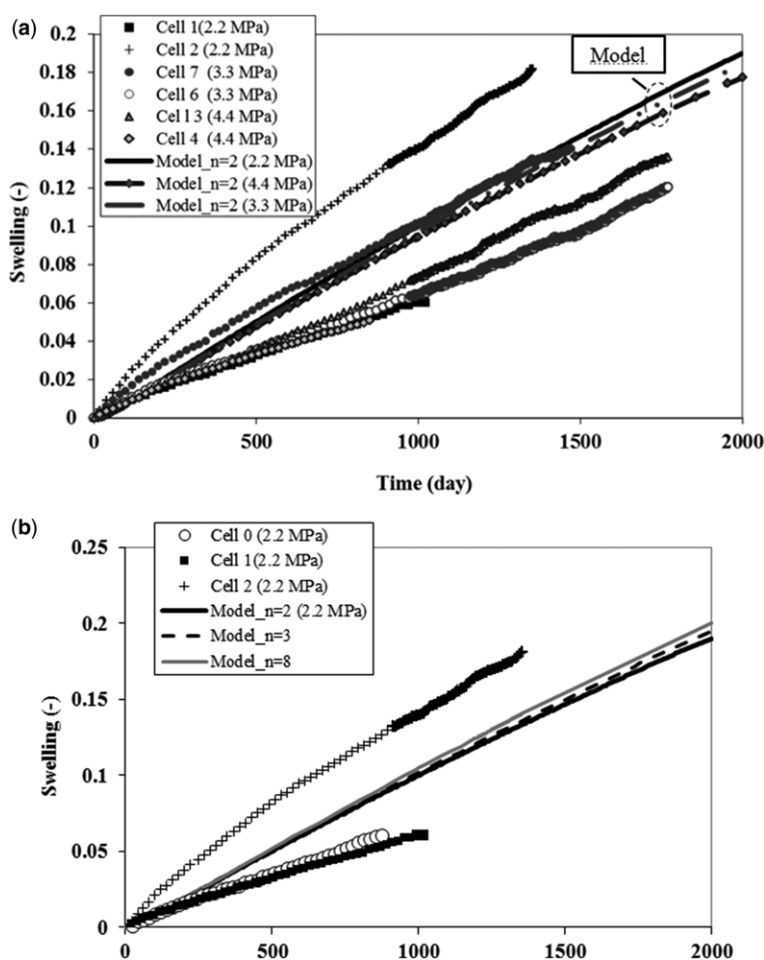 (a)
Cell 1(2.2 MPa)
Cell 2 (2.2 MPa)
Cell 7 (3.3 MPa)
Cell 6 (3.3 MPa)
Cell 3 (4.4 MPa)
Cell 4 (4.4 MPa)
Model_n=2 (2.2 MPa)
Model_n=2 (4.4 MPa)
Model_n=2 (3.3 MPa)
Model
0.2
0.18
0.16
0.14
0.12
0.1
0.08
0.06
0.04
0.02
0
Swelling (-)
0 500 1000 1500 2000
Time (day)
(b)
Cell 0 (2.2 MPa)
Cell 1(2.2 MPa)
Cell 2 (2.2 MPa)
Model_n=2 (2.2 MPa)
Model_n=3
Model_n=8
0.25
0.2
0.15
0.1
0.05
0
Swelling (-)
0 500 1000 1500 2000